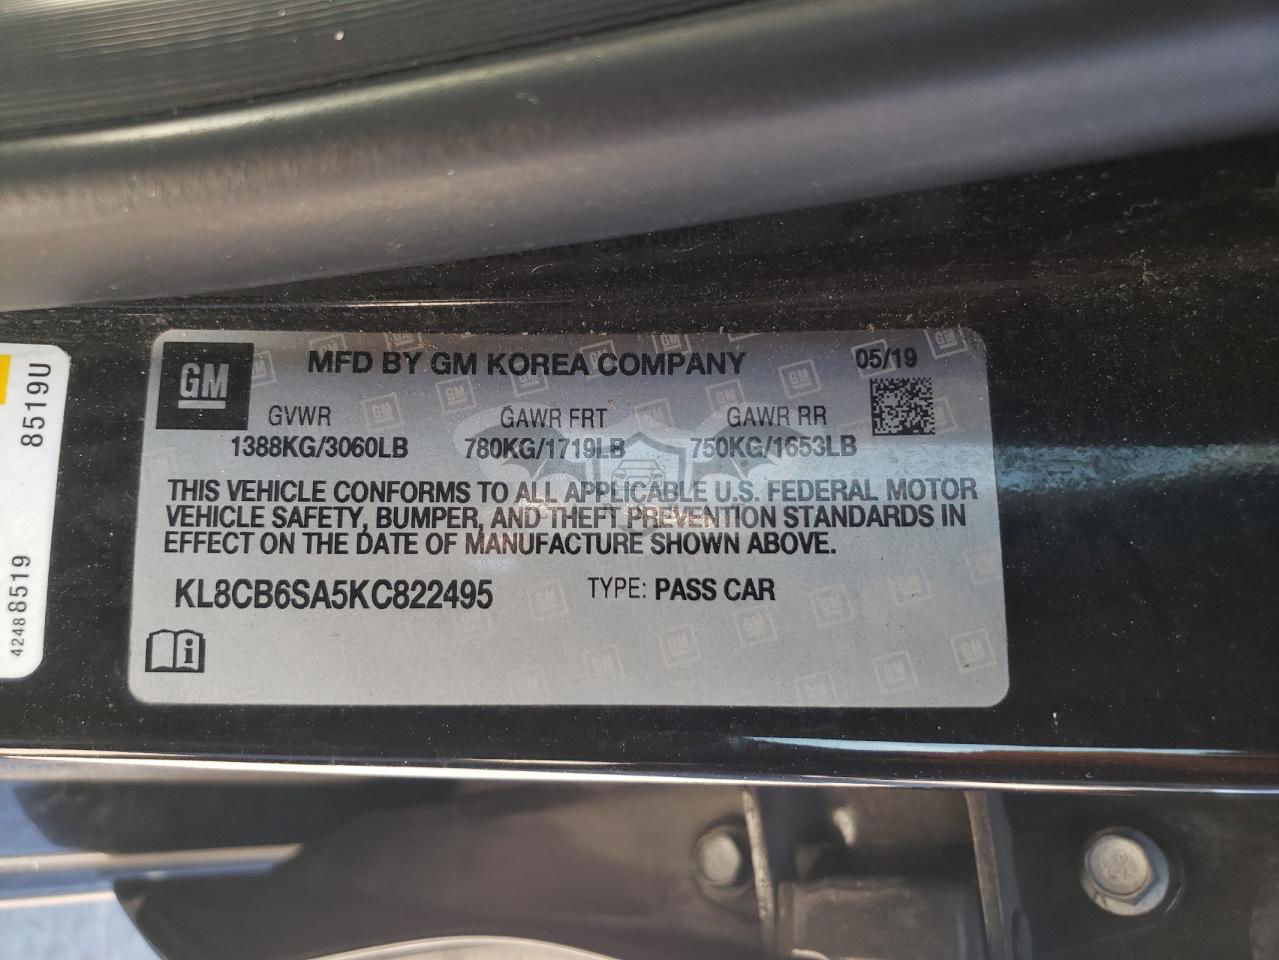 GM
MFD BY GM KOREA COMPANY 05/19
GVWR GAWR FRT GAWR RR
1388KG/3060LB 780KG/1719LB 750KG/1653LB
THIS VEHICLE CONFORMS TO ALL APPLICABLE U.S. FEDERAL MOTOR
VEHICLE SAFETY, BUMPER, AND THEFT PREVENTION STANDARDS IN
EFFECT ON THE DATE OF MANUFACTURE SHOWN ABOVE.
KL8CB6SA5KC822495 TYPE: PASS CAR
8519U
42488519